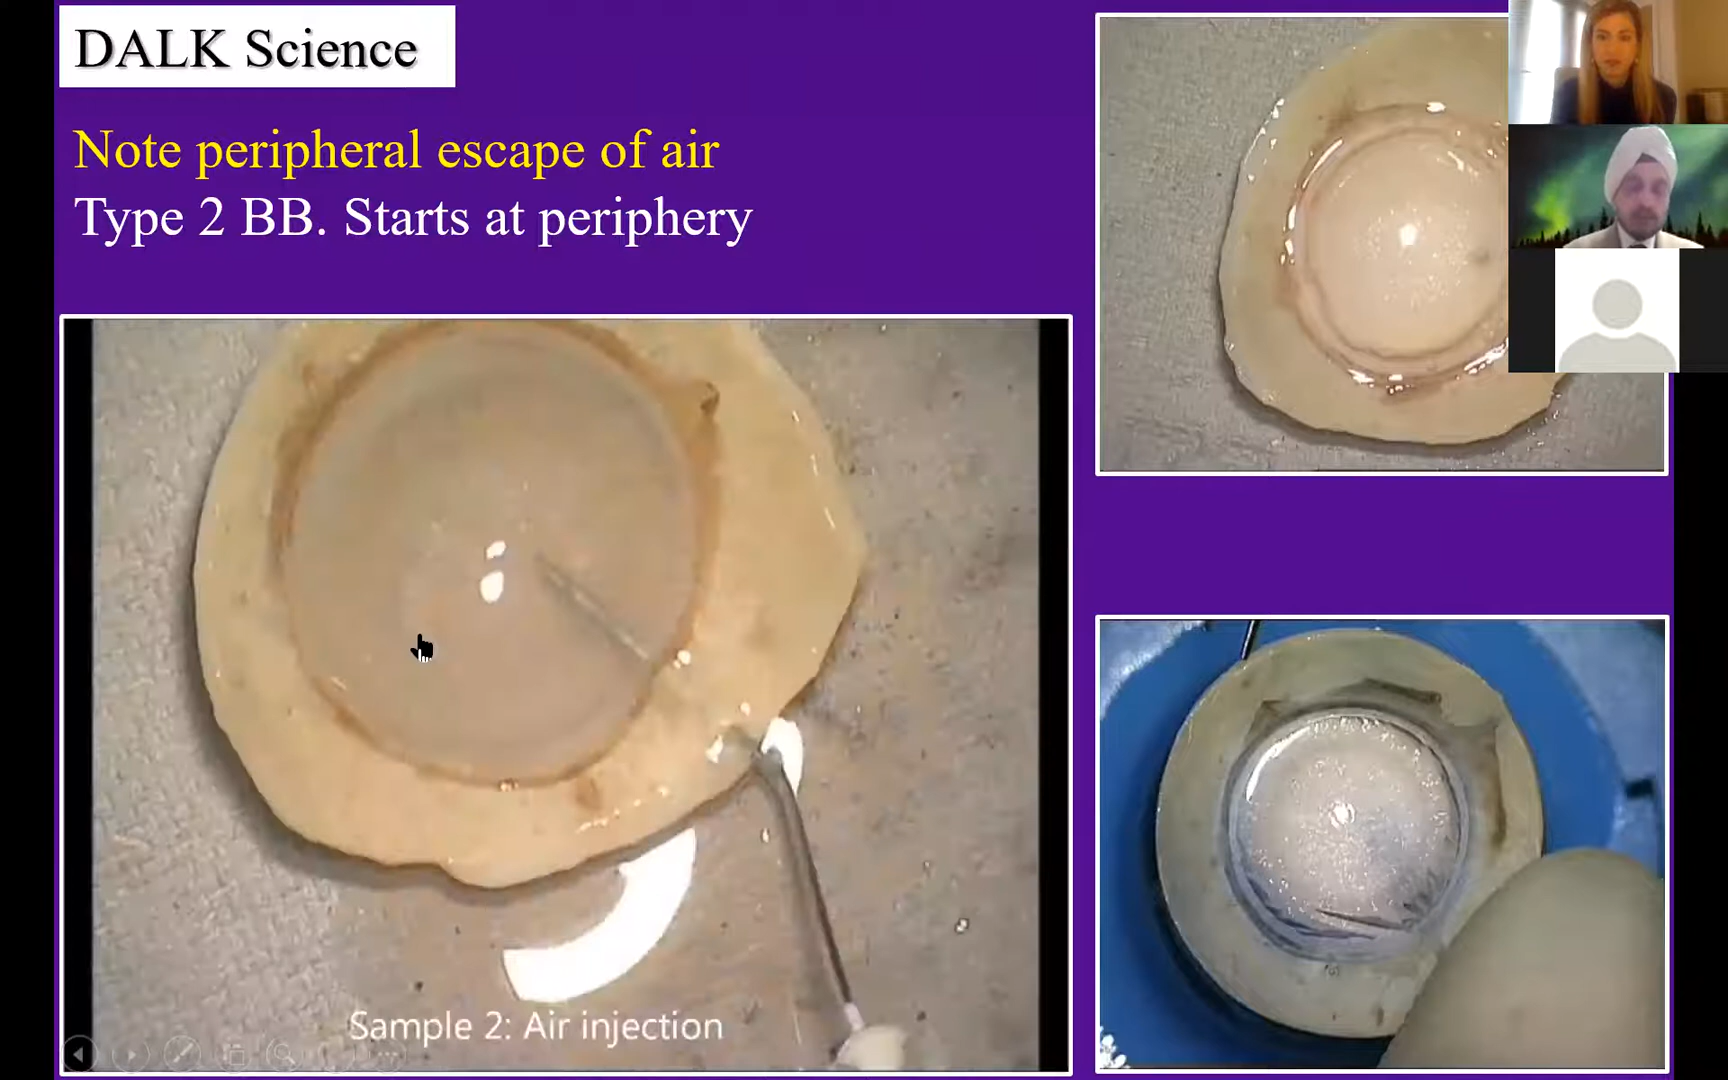 DALK Science
Note peripheral escape of air
Type 2 BB. Starts at periphery
Sample 2: Air injection